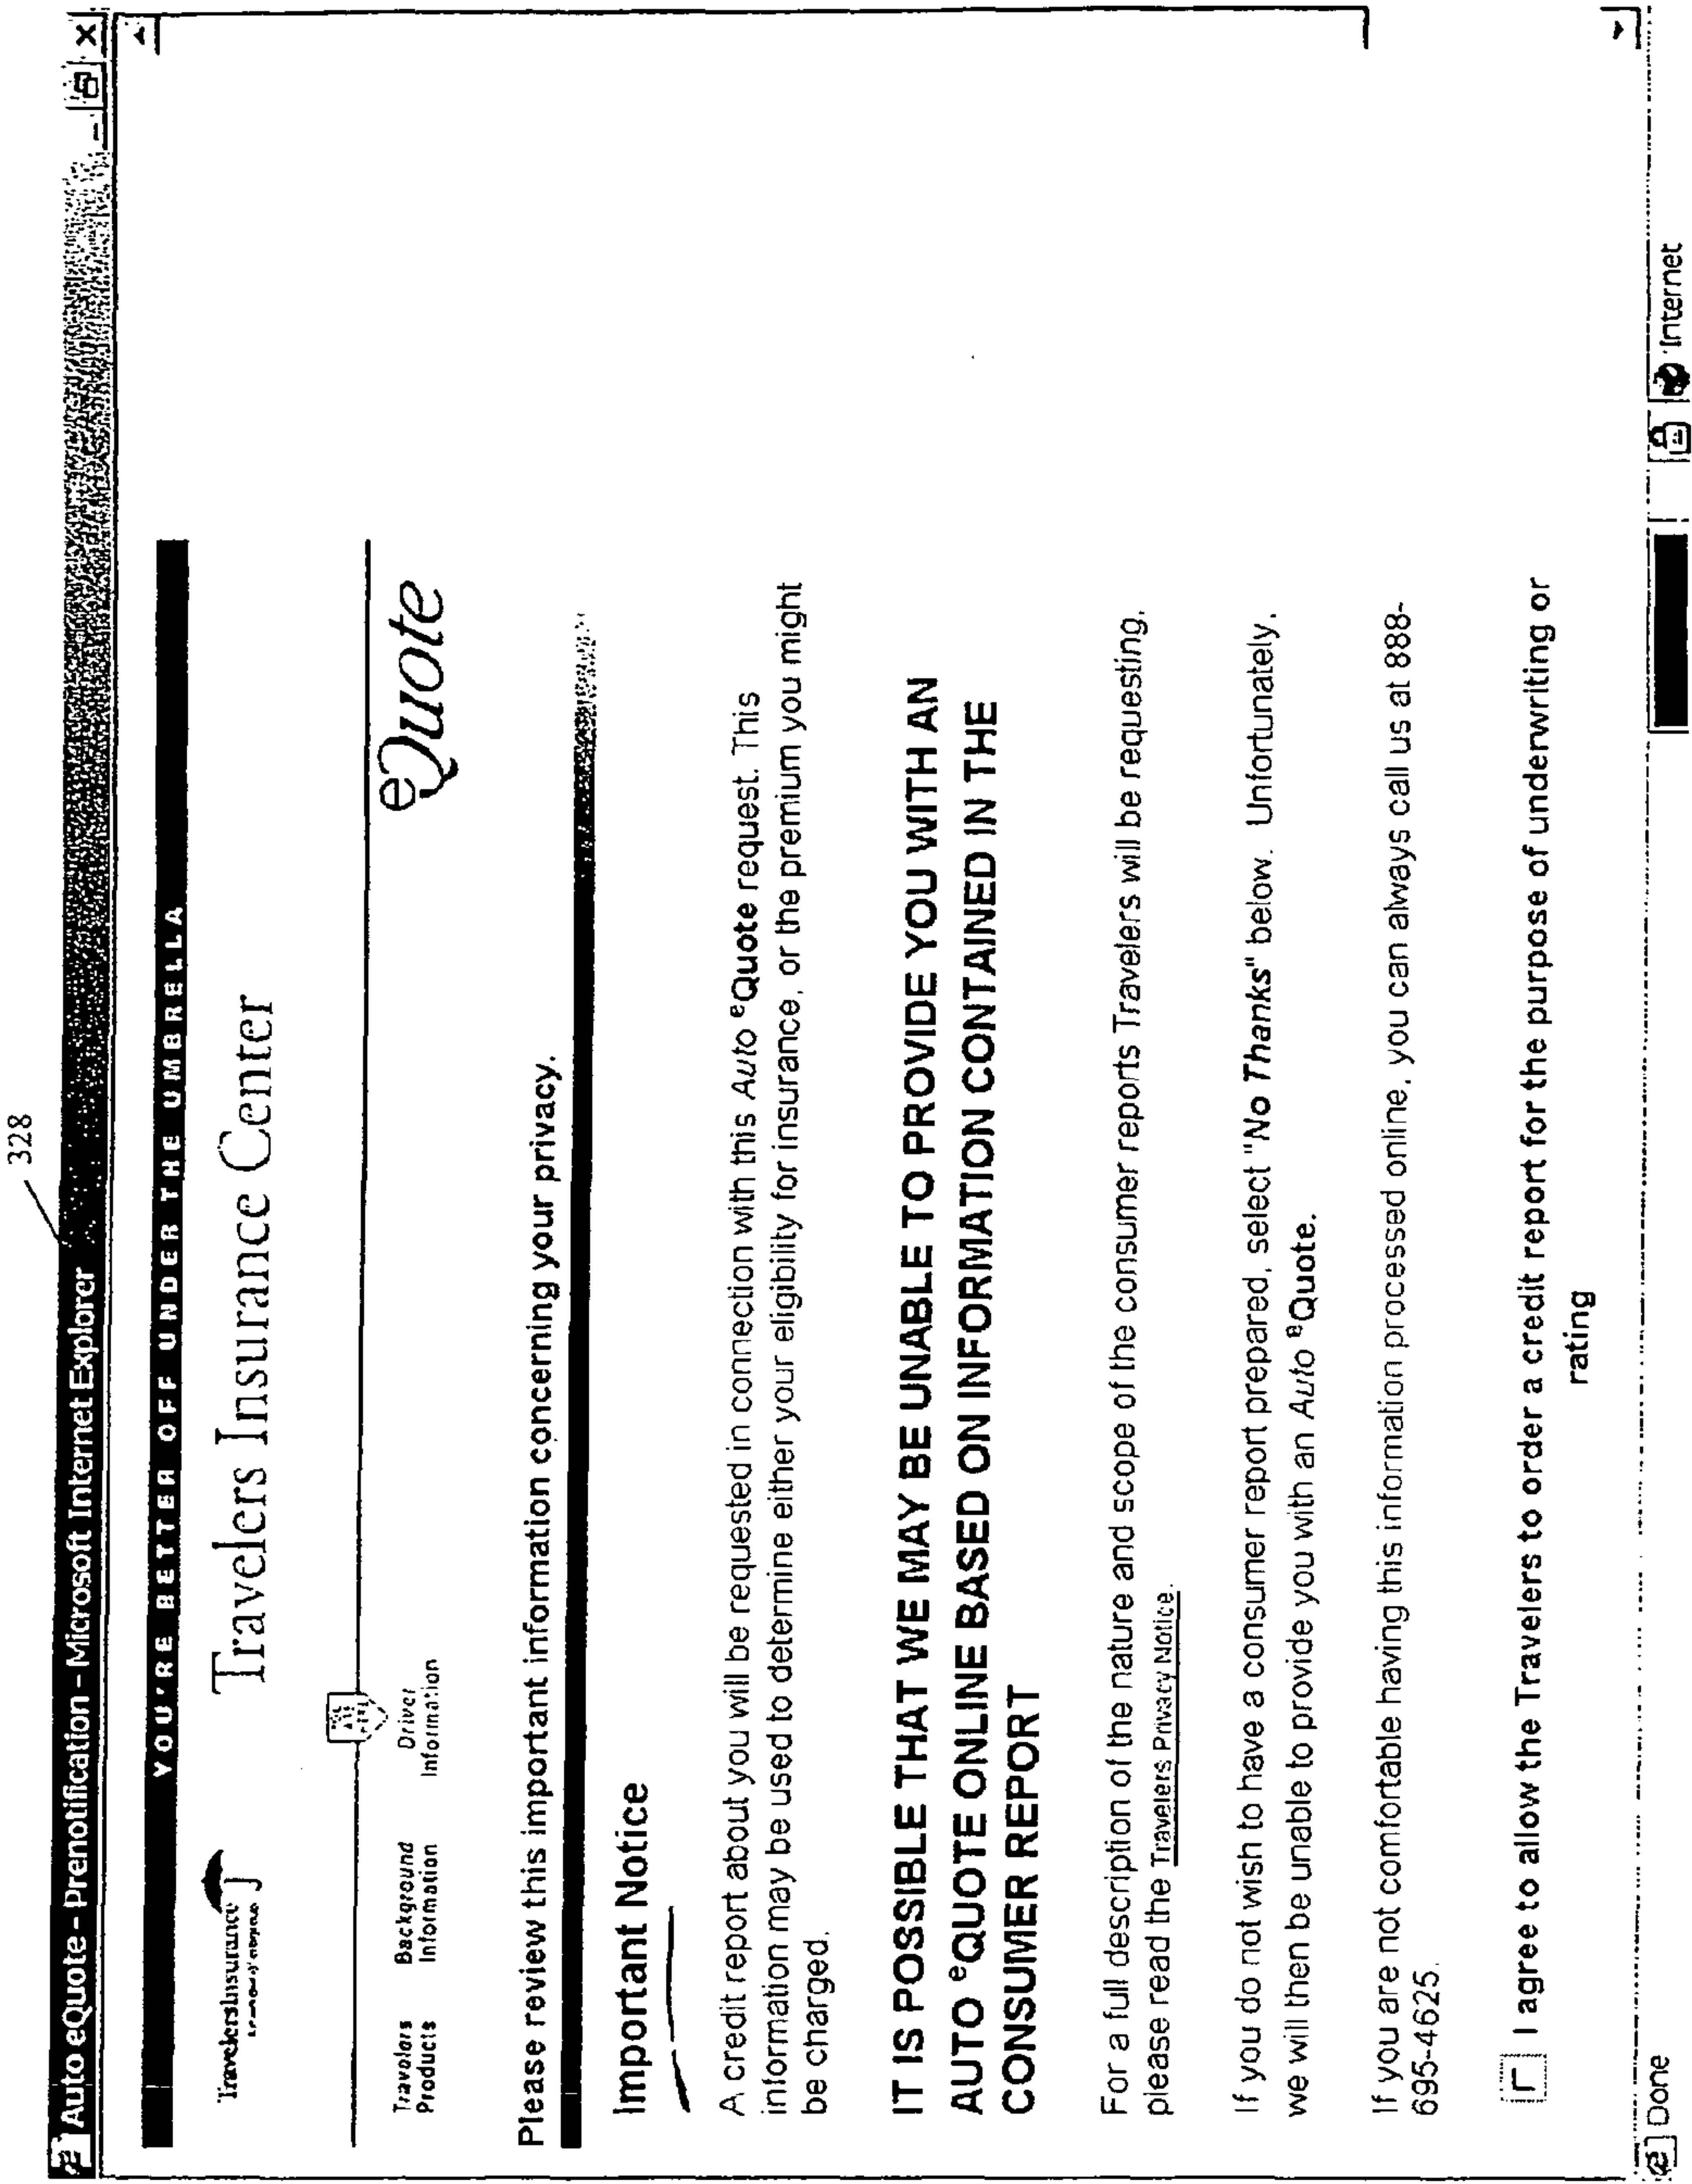 328
Auto eQuote - Prenotification - Microsoft Internet Explorer
YOU'RE BETTER OFF UNDER THE UMBRELLA
TravelersInsurance
Travelers Insurance Center
Travelers Products
Background Information
Driver Information
eQuote
Please review this important information concerning your privacy.
Important Notice
A credit report about you will be requested in connection with this Auto eQuote request. This
information may be used to determine either your eligibility for insurance, or the premium you might
be charged.
IT IS POSSIBLE THAT WE MAY BE UNABLE TO PROVIDE YOU WITH AN
AUTO eQUOTE ONLINE BASED ON INFORMATION CONTAINED IN THE
CONSUMER REPORT
For a full description of the nature and scope of the consumer reports Travelers will be requesting,
please read the Travelers Privacy Notice.
If you do not wish to have a consumer report prepared, select "No Thanks" below. Unfortunately,
we will then be unable to provide you with an Auto eQuote.
If you are not comfortable having this information processed online, you can always call us at 888-
695-4625.
I agree to allow the Travelers to order a credit report for the purpose of underwriting or
rating
Done
Internet